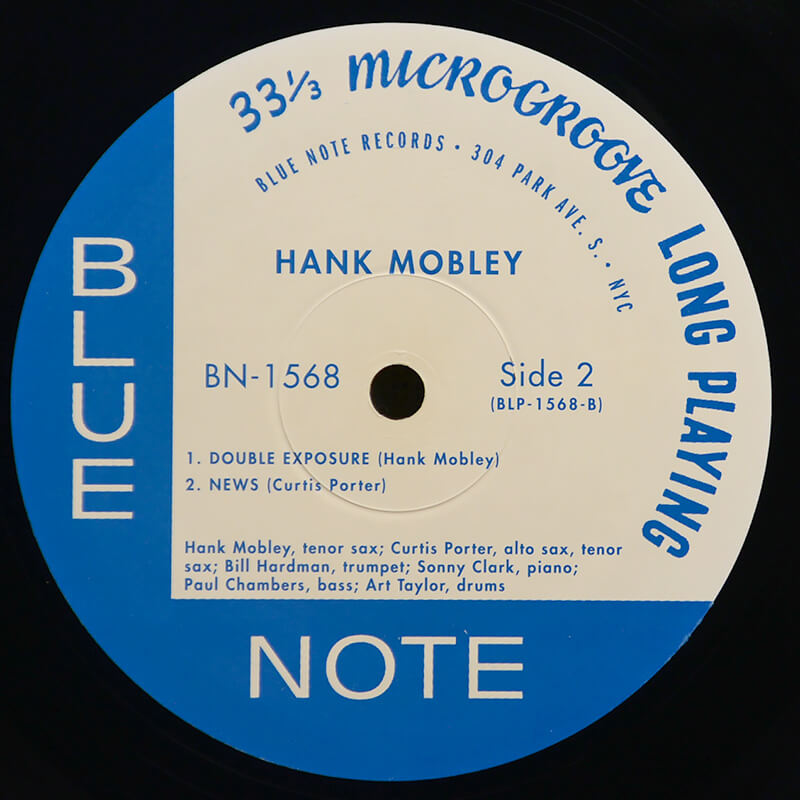 33⅓ MICROGROOVE LONG PLAYING
BLUE NOTE RECORDS • 304 PARK AVE. S. • NYC
HANK MOBLEY
BN-1568
Side 2
(BLP-1568-B)
1. DOUBLE EXPOSURE (Hank Mobley)
2. NEWS (Curtis Porter)
Hank Mobley, tenor sax; Curtis Porter, alto sax, tenor
sax; Bill Hardman, trumpet; Sonny Clark, piano;
Paul Chambers, bass; Art Taylor, drums
BLUE
NOTE